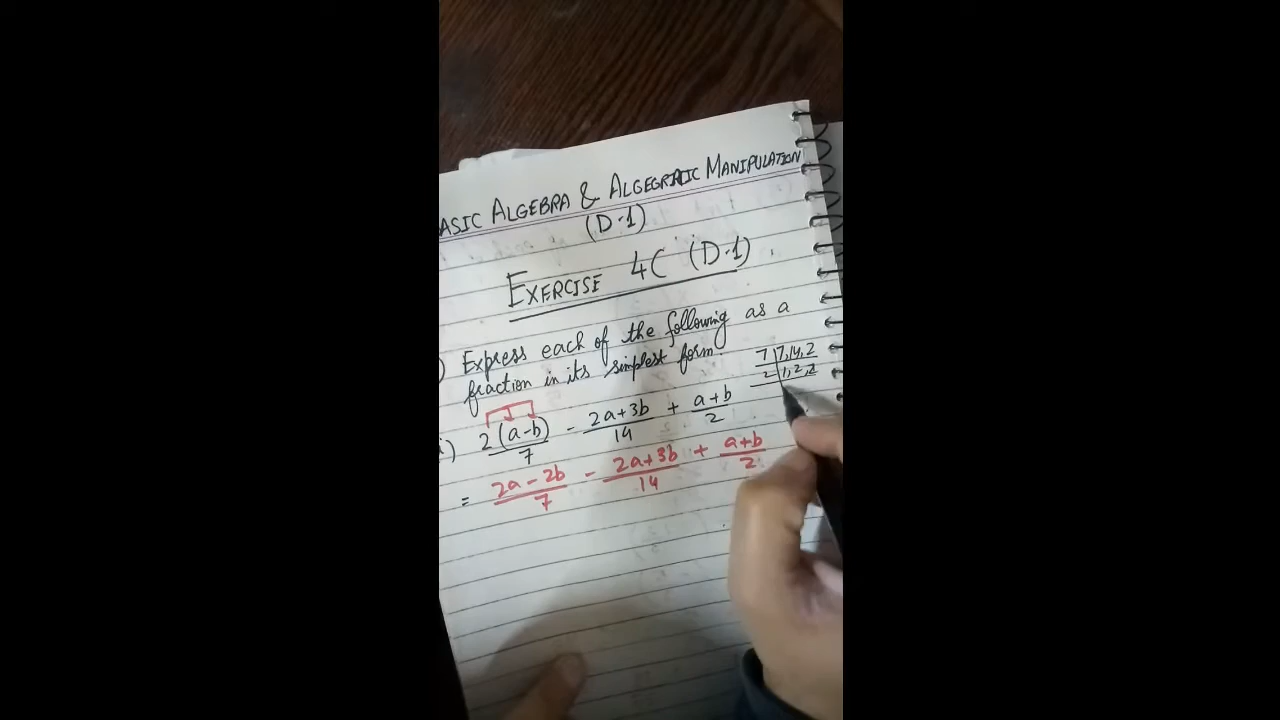 ASIC ALGEBRA & ALGEGRAIC MANIPULATION
(D-1)
EXERCISE 4C (D-1).
) Express each of the following as a
fraction in its simplest form.
i) 2(a-b)/7 - 2a+3b/14 + a+b/2
= 2a-2b/7 - 2a+3b/14 + a+b/2
7 | 7,14,2
2 | 1,2,2